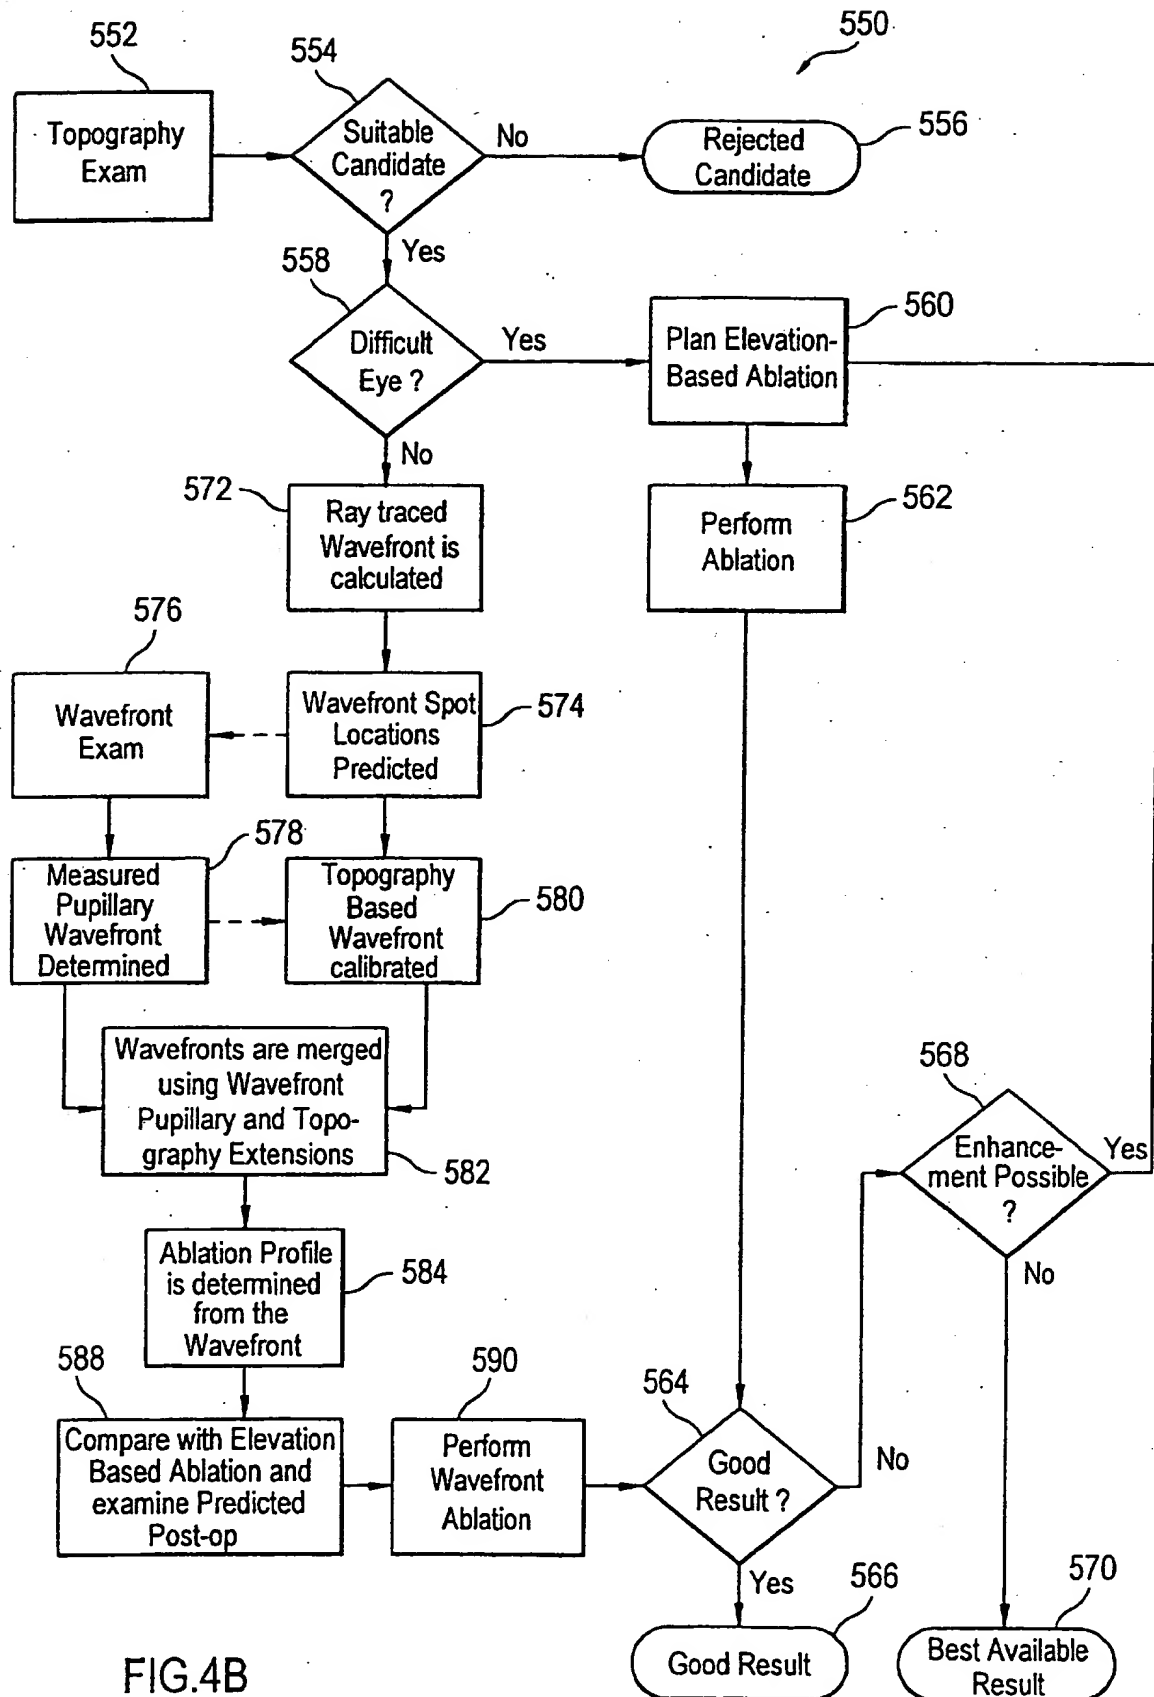 552
554
550
Topography
Exam
Suitable
Candidate
?
No
Rejected
Candidate
556
Yes
558
Difficult
Eye ?
Yes
Plan Elevation-
Based Ablation
560
No
572
Ray traced
Wavefront is
calculated
Perform
Ablation
562
576
Wavefront
Exam
Wavefront Spot
Locations
Predicted
574
578
Measured
Pupillary
Wavefront
Determined
Topography
Based
Wavefront
calibrated
580
Wavefronts are merged
using Wavefront
Pupillary and Topo-
graphy Extensions
582
568
Enhance-
ment Possible
?
Yes
No
Ablation Profile
is determined
from the
Wavefront
584
588
Compare with Elevation
Based Ablation and
examine Predicted
Post-op
590
Perform
Wavefront
Ablation
564
Good
Result ?
No
Yes
566
Good Result
570
Best Available
Result
FIG.4B